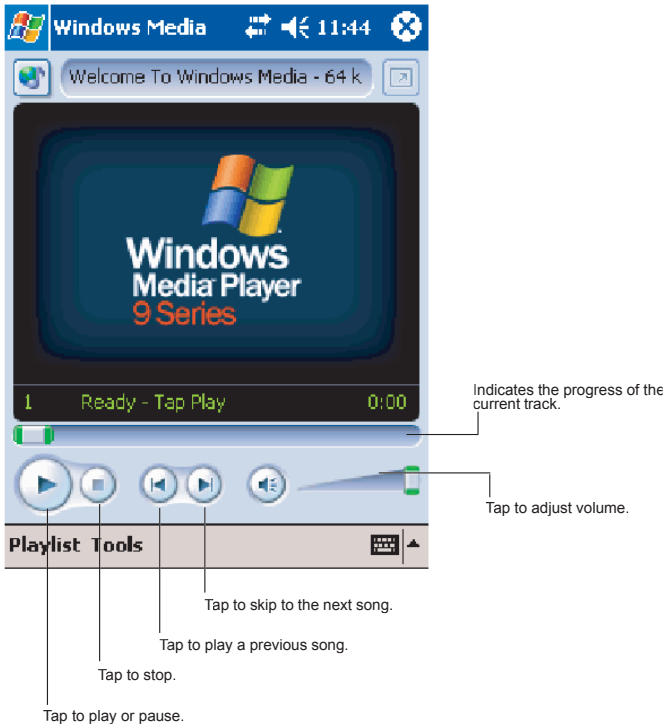 Windows Media 11:44
Welcome To Windows Media - 64 k
Windows
Media Player
9 Series
1 Ready - Tap Play 0:00
Indicates the progress of the
current track.
Tap to adjust volume.
Playlist Tools
Tap to skip to the next song.
Tap to play a previous song.
Tap to stop.
Tap to play or pause.